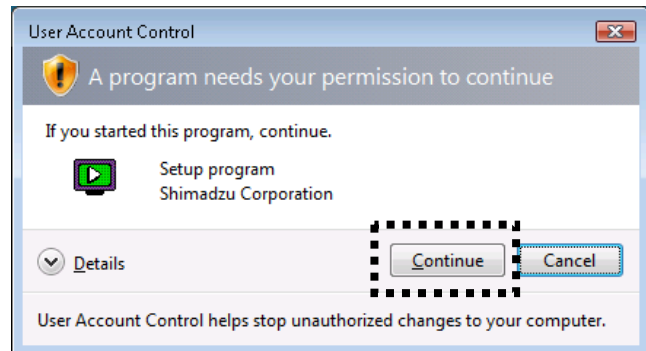 User Account Control
A program needs your permission to continue
If you started this program, continue.
Setup program
Shimadzu Corporation
Details
Continue
Cancel
User Account Control helps stop unauthorized changes to your computer.